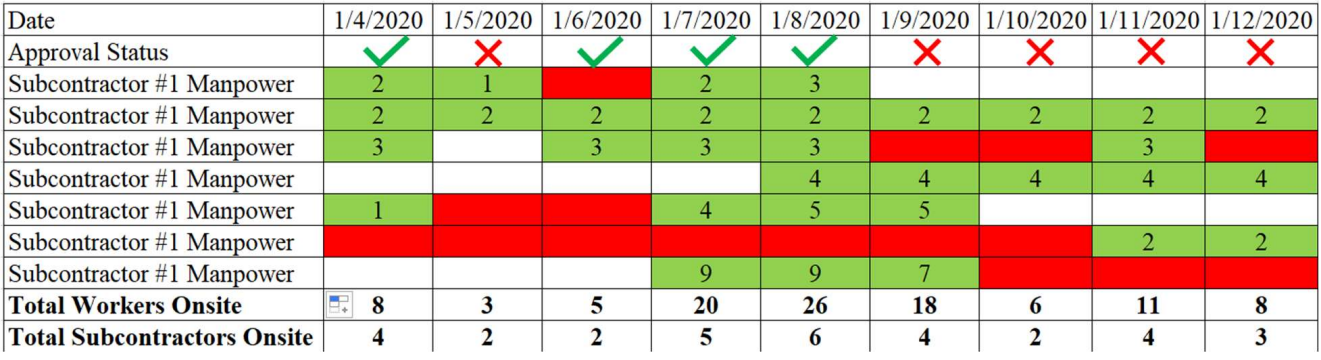 Date 1/4/2020 1/5/2020 1/6/2020 1/7/2020 1/8/2020 1/9/2020 1/10/2020 1/11/2020 1/12/2020
Approval Status
Subcontractor #1 Manpower 2 1 2 3
Subcontractor #1 Manpower 2 2 2 2 2 2 2 2 2
Subcontractor #1 Manpower 3 3 3 3 3
Subcontractor #1 Manpower 4 4 4 4 4
Subcontractor #1 Manpower 1 4 5 5
Subcontractor #1 Manpower 2 2
Subcontractor #1 Manpower 9 9 7
Total Workers Onsite 8 3 5 20 26 18 6 11 8
Total Subcontractors Onsite 4 2 2 5 6 4 2 4 3